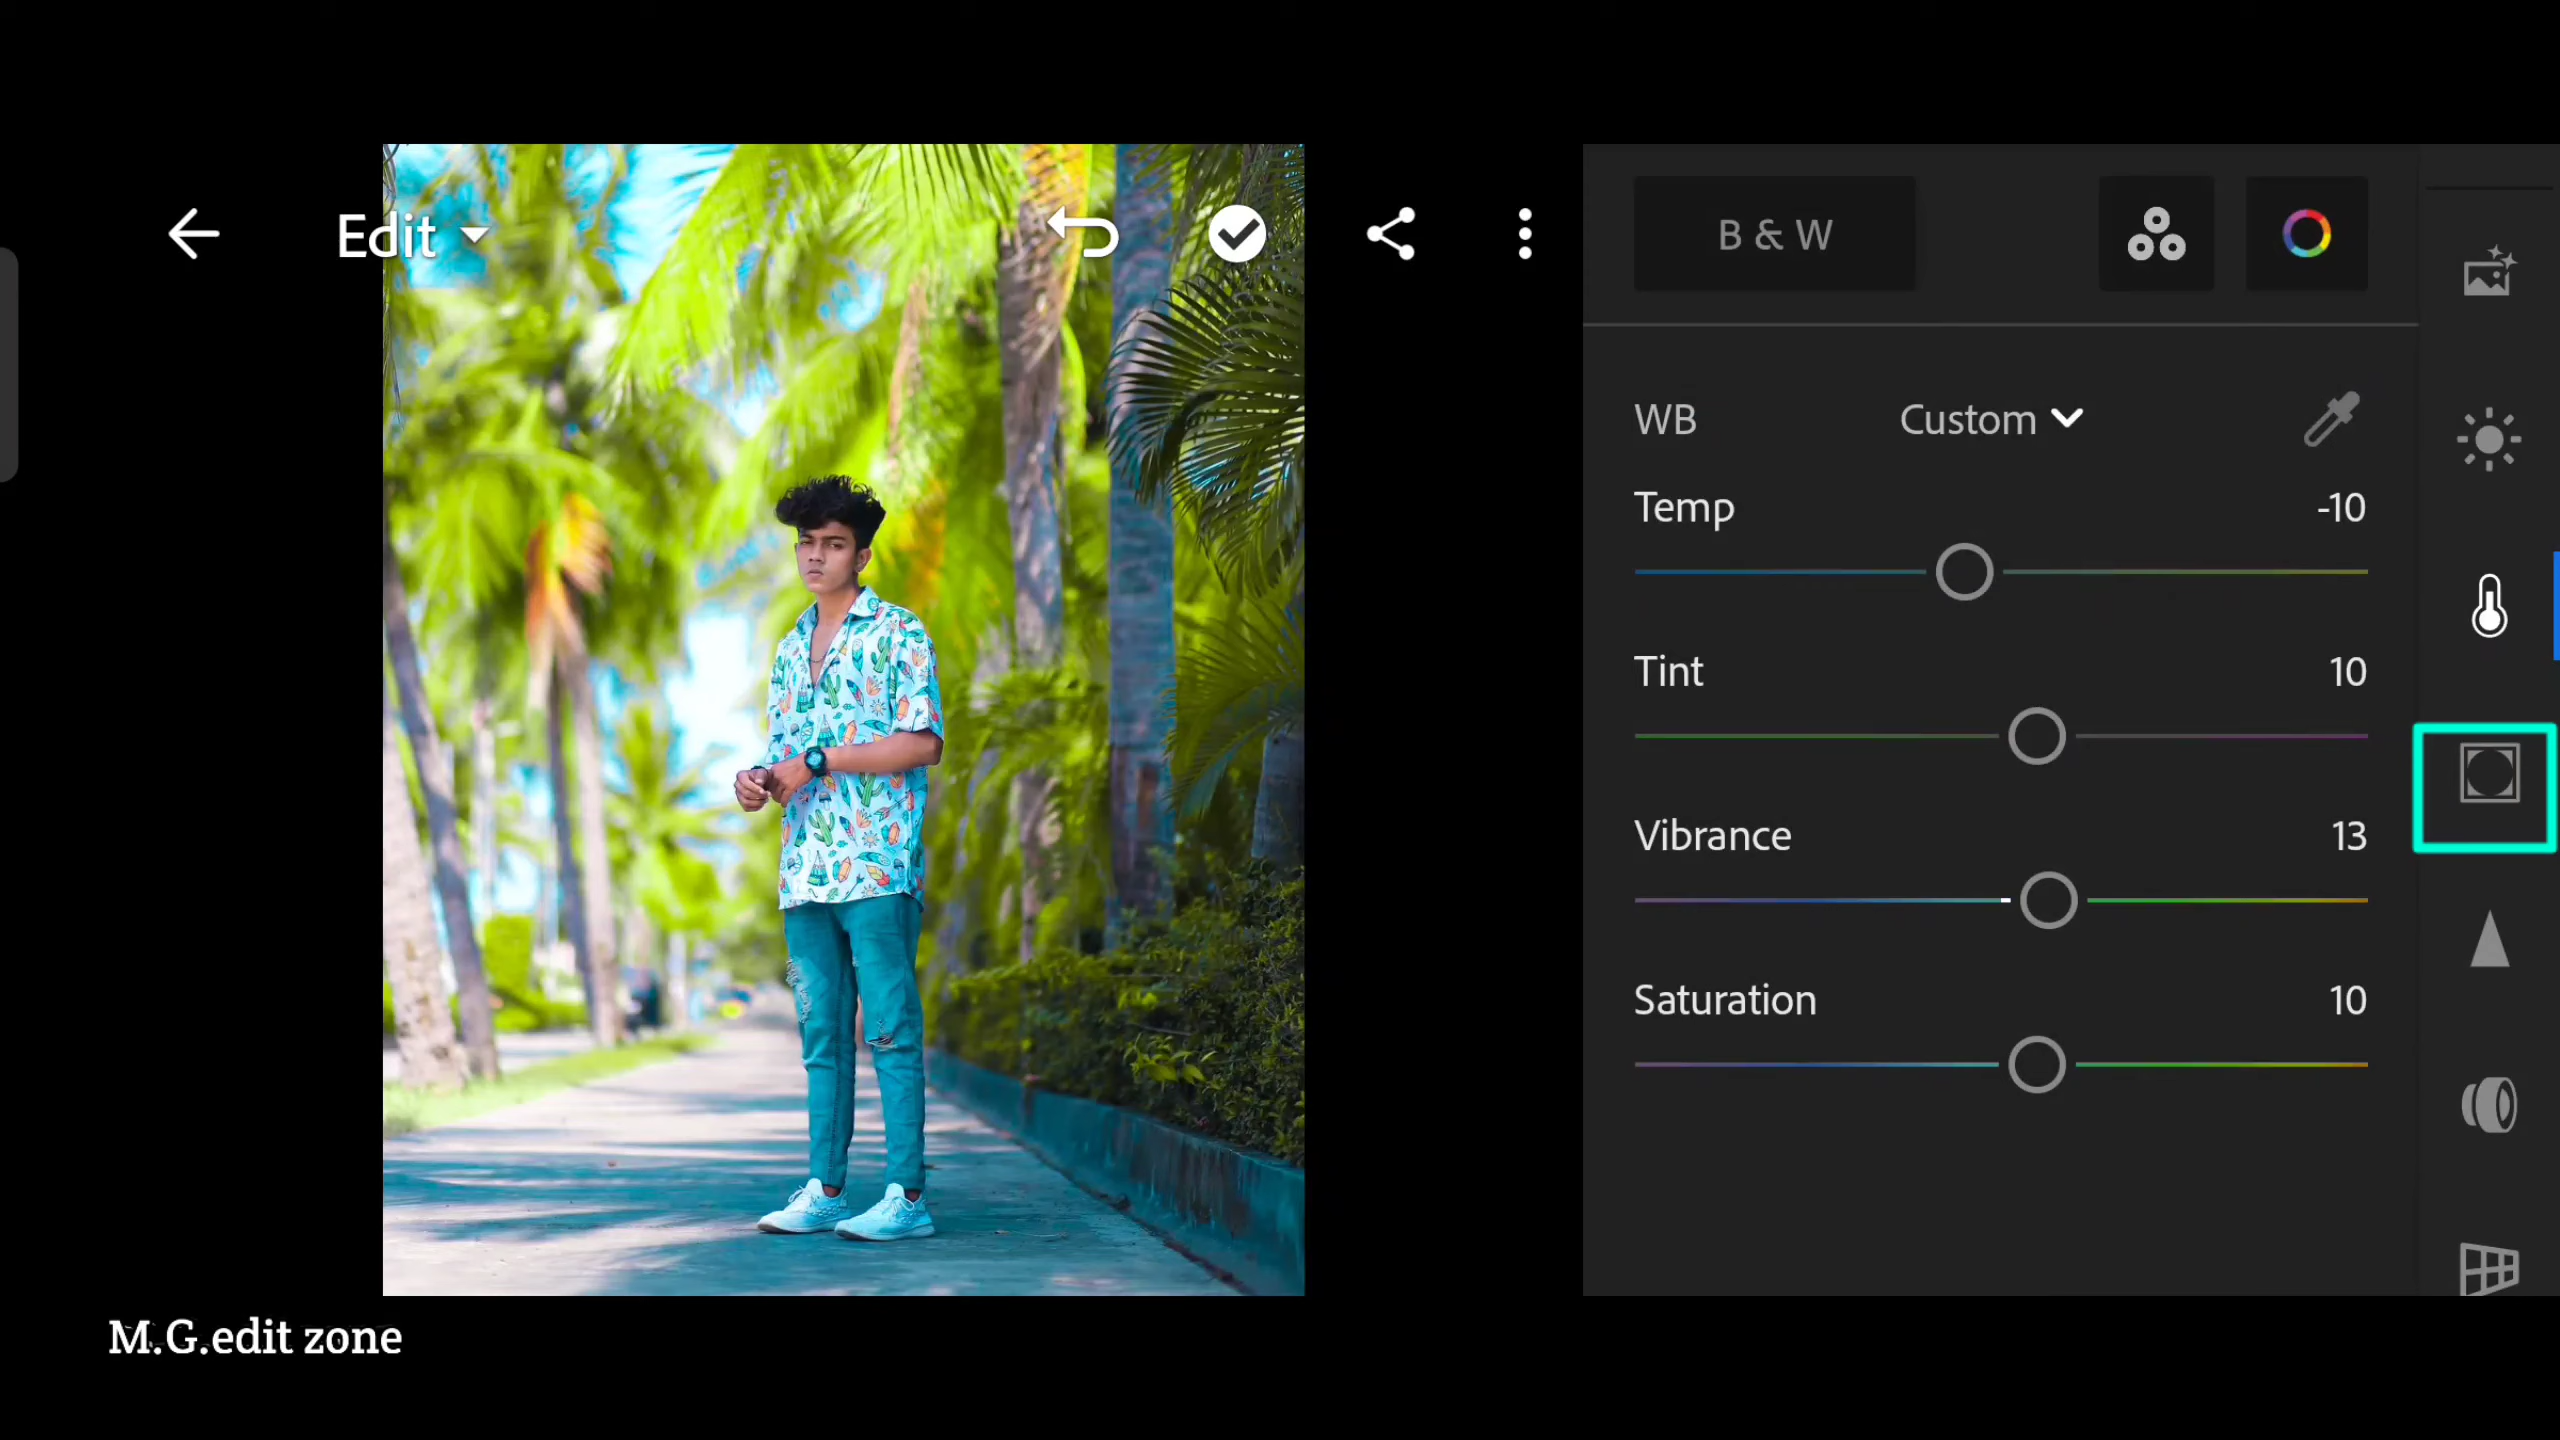 Edit
B & W
WB Custom
Temp -10
Tint 10
Vibrance 13
Saturation 10
M.G.edit zone